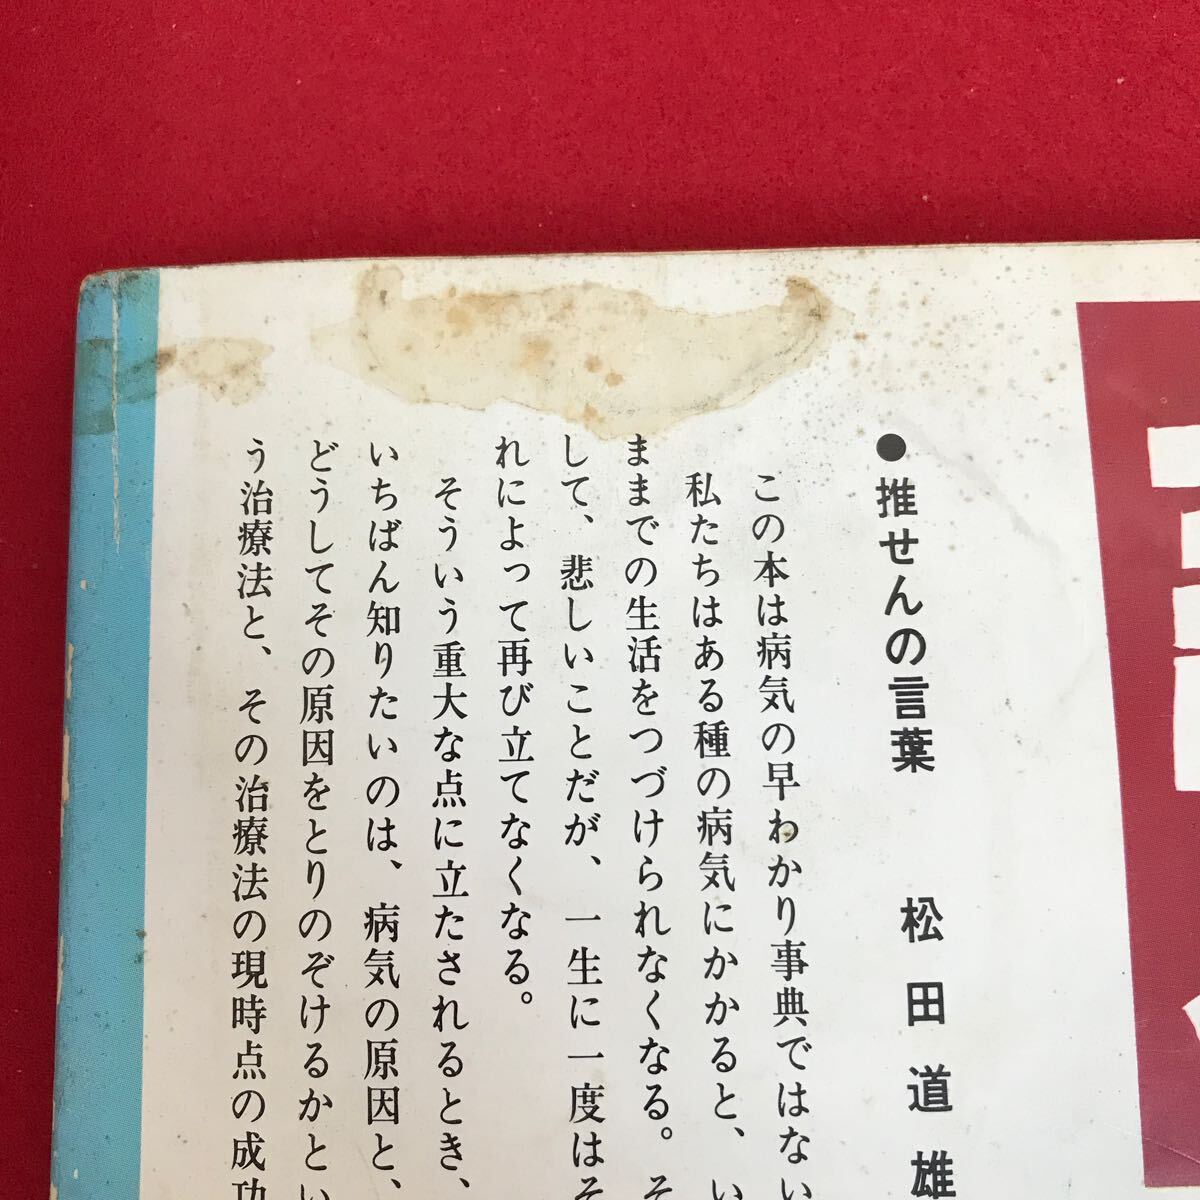 ●推せんの言葉　松田道雄
この本は病気の早わかり事典ではない
私たちはある種の病気にかかると、い
ままでの生活をつづけられなくなる。そ
して、悲しいことだが、一生に一度はそ
れによって再び立てなくなる。
そういう重大な点に立たされるとき、
いちばん知りたいのは、病気の原因と、
どうしてその原因をとりのぞけるかとい
う治療法と、その治療法の現時点の成功